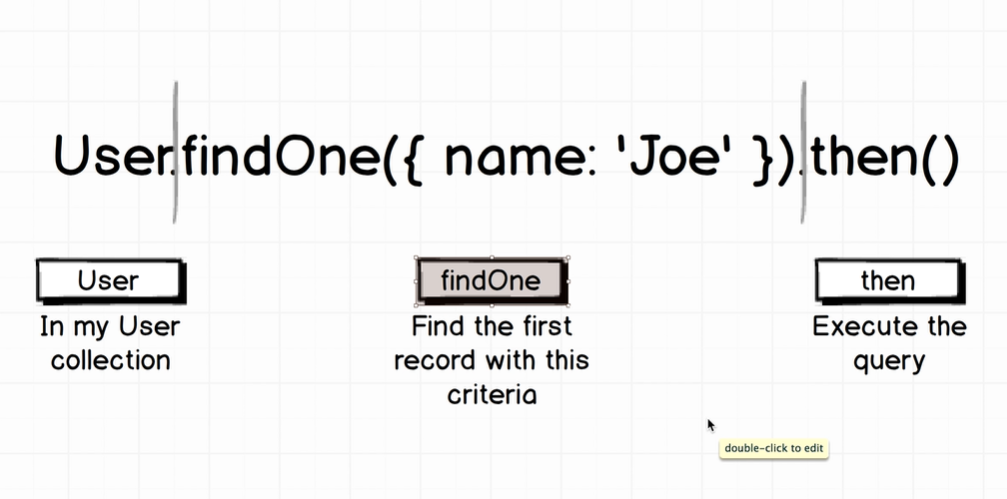 User.findOne({ name: 'Joe' }).then()
User
In my User
collection
findOne
Find the first
record with this
criteria
then
Execute the
query
double-click to edit